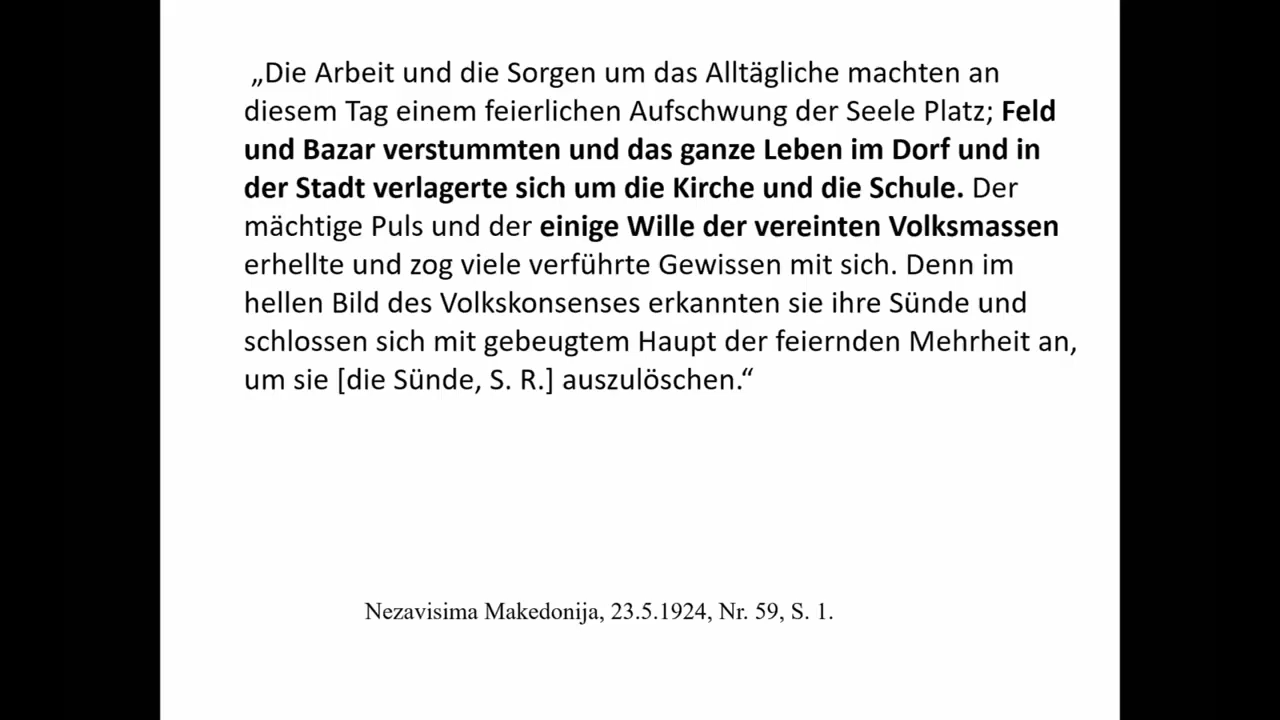 „Die Arbeit und die Sorgen um das Alltägliche machten an
diesem Tag einem feierlichen Aufschwung der Seele Platz; Feld
und Bazar verstummten und das ganze Leben im Dorf und in
der Stadt verlagerte sich um die Kirche und die Schule. Der
mächtige Puls und der einige Wille der vereinten Volksmassen
erhellte und zog viele verführte Gewissen mit sich. Denn im
hellen Bild des Volkskonsenses erkannten sie ihre Sünde und
schlossen sich mit gebeugtem Haupt der feiernden Mehrheit an,
um sie [die Sünde, S. R.] auszulöschen.“
Nezavisima Makedonija, 23.5.1924, Nr. 59, S. 1.